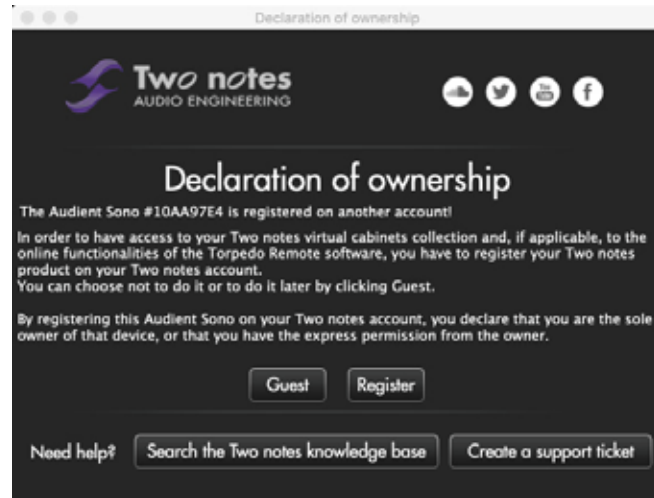 Declaration of ownership
Two notes
AUDIO ENGINEERING
You Tube
Declaration of ownership
The Audient Sono #10AA97E4 is registered on another account!
In order to have access to your Two notes virtual cabinets collection and, if applicable, to the
online functionalities of the Torpedo Remote software, you have to register your Two notes
product on your Two notes account.
You can choose not to do it or to do it later by clicking Guest.
By registering this Audient Sono on your Two notes account, you declare that you are the sole
owner of that device, or that you have the express permission from the owner.
Guest Register
Need help? Search the Two notes knowledge base Create a support ticket